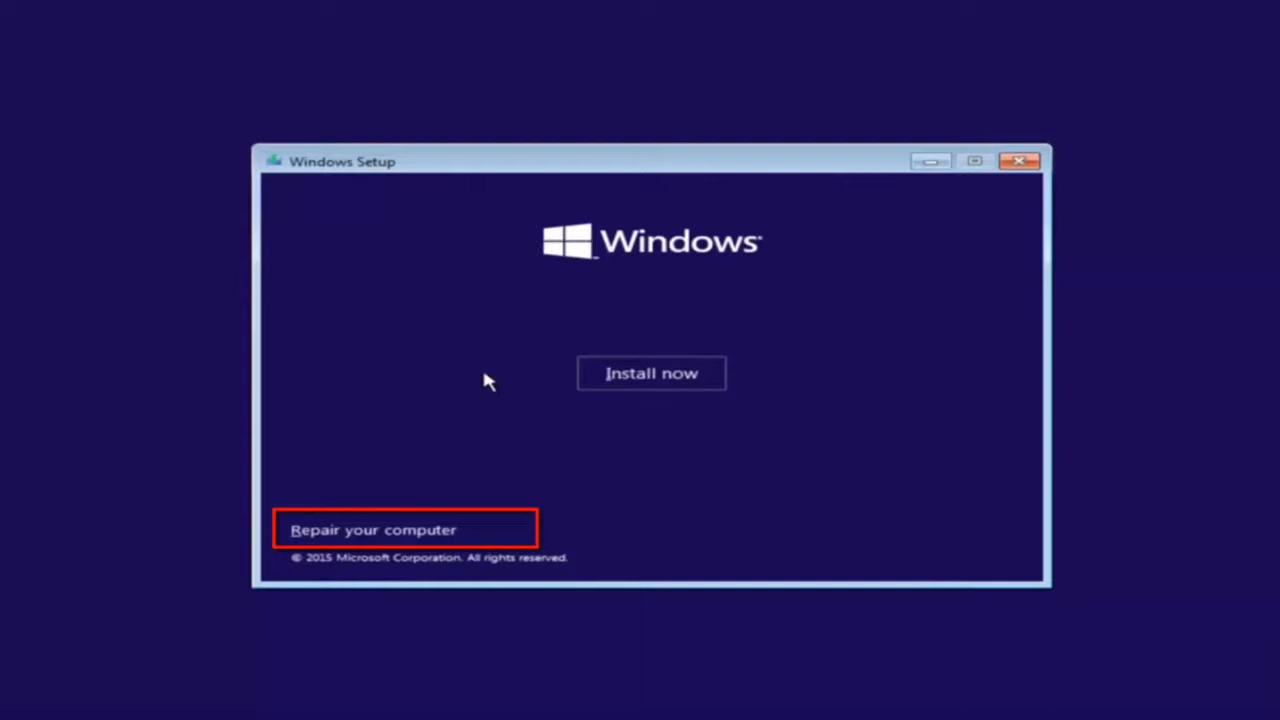 Windows Setup
Windows
Install now
Repair your computer
© 2015 Microsoft Corporation. All rights reserved.